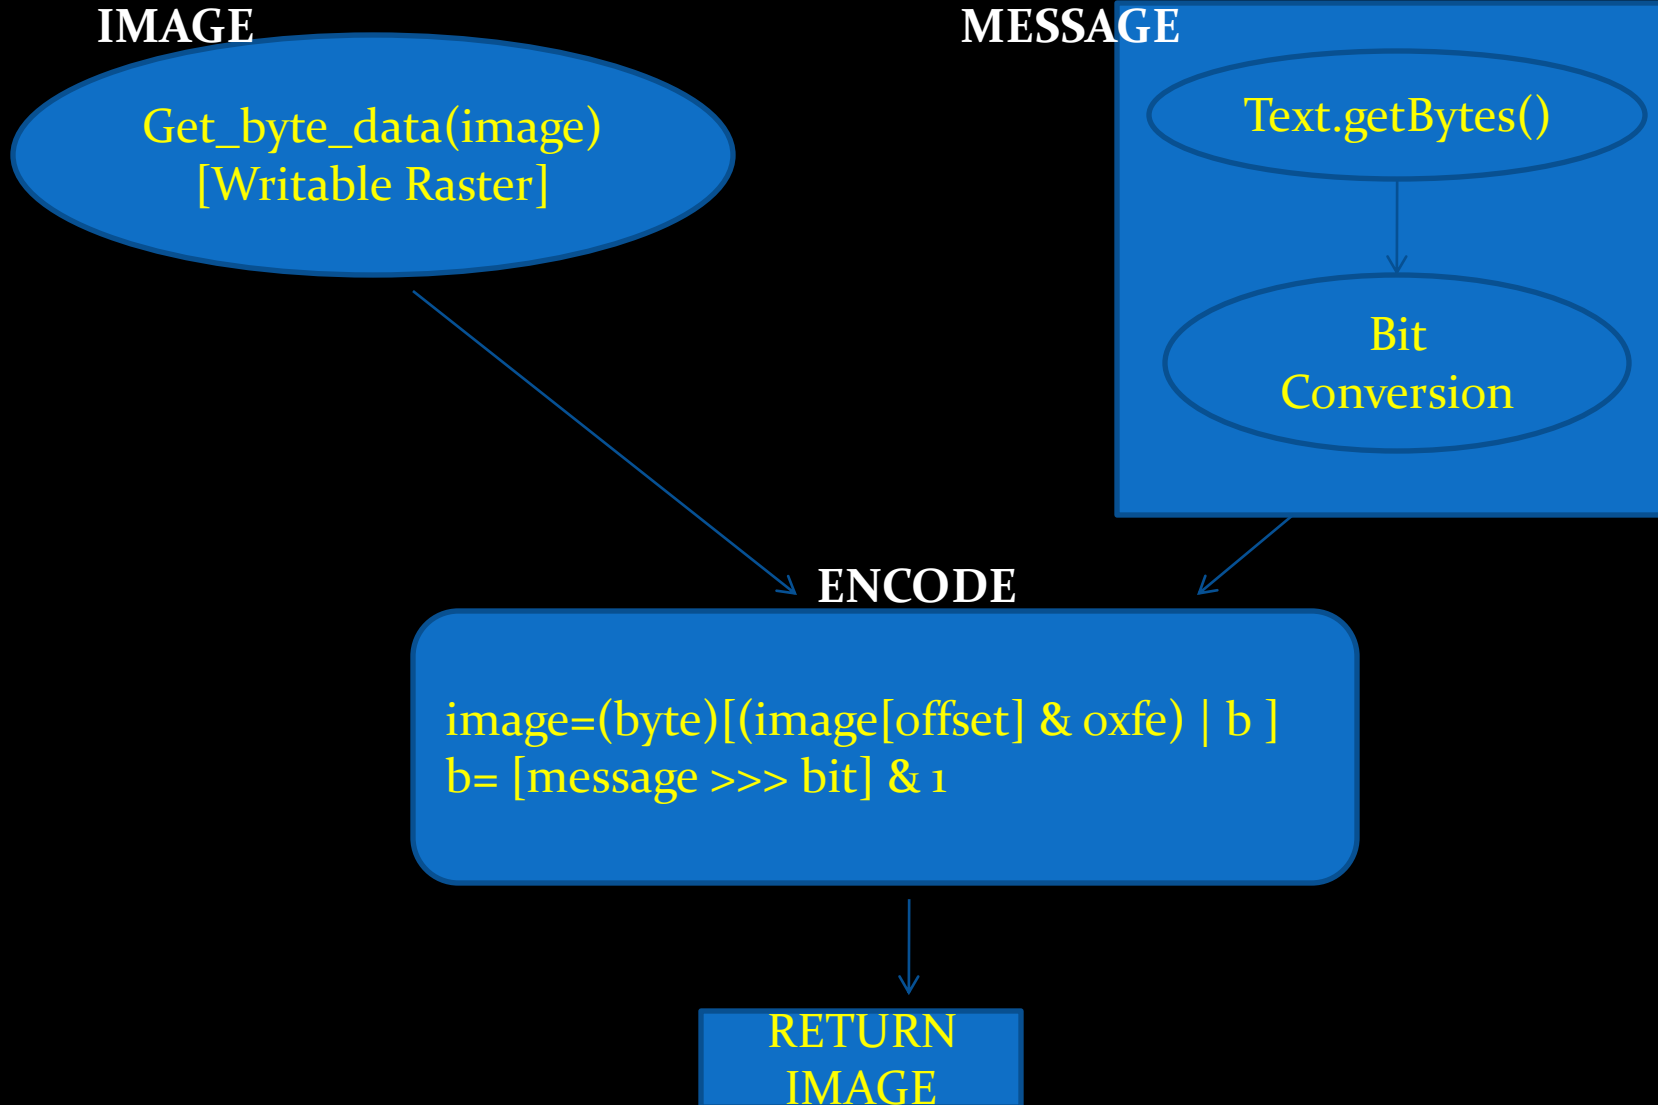 IMAGE
Get_byte_data(image)
[Writable Raster]
MESSAGE
Text.getBytes()
Bit
Conversion
ENCODE
image=(byte)[(image[offset] & oxfe) | b ]
b= [message >>> bit] & 1
RETURN
IMAGE